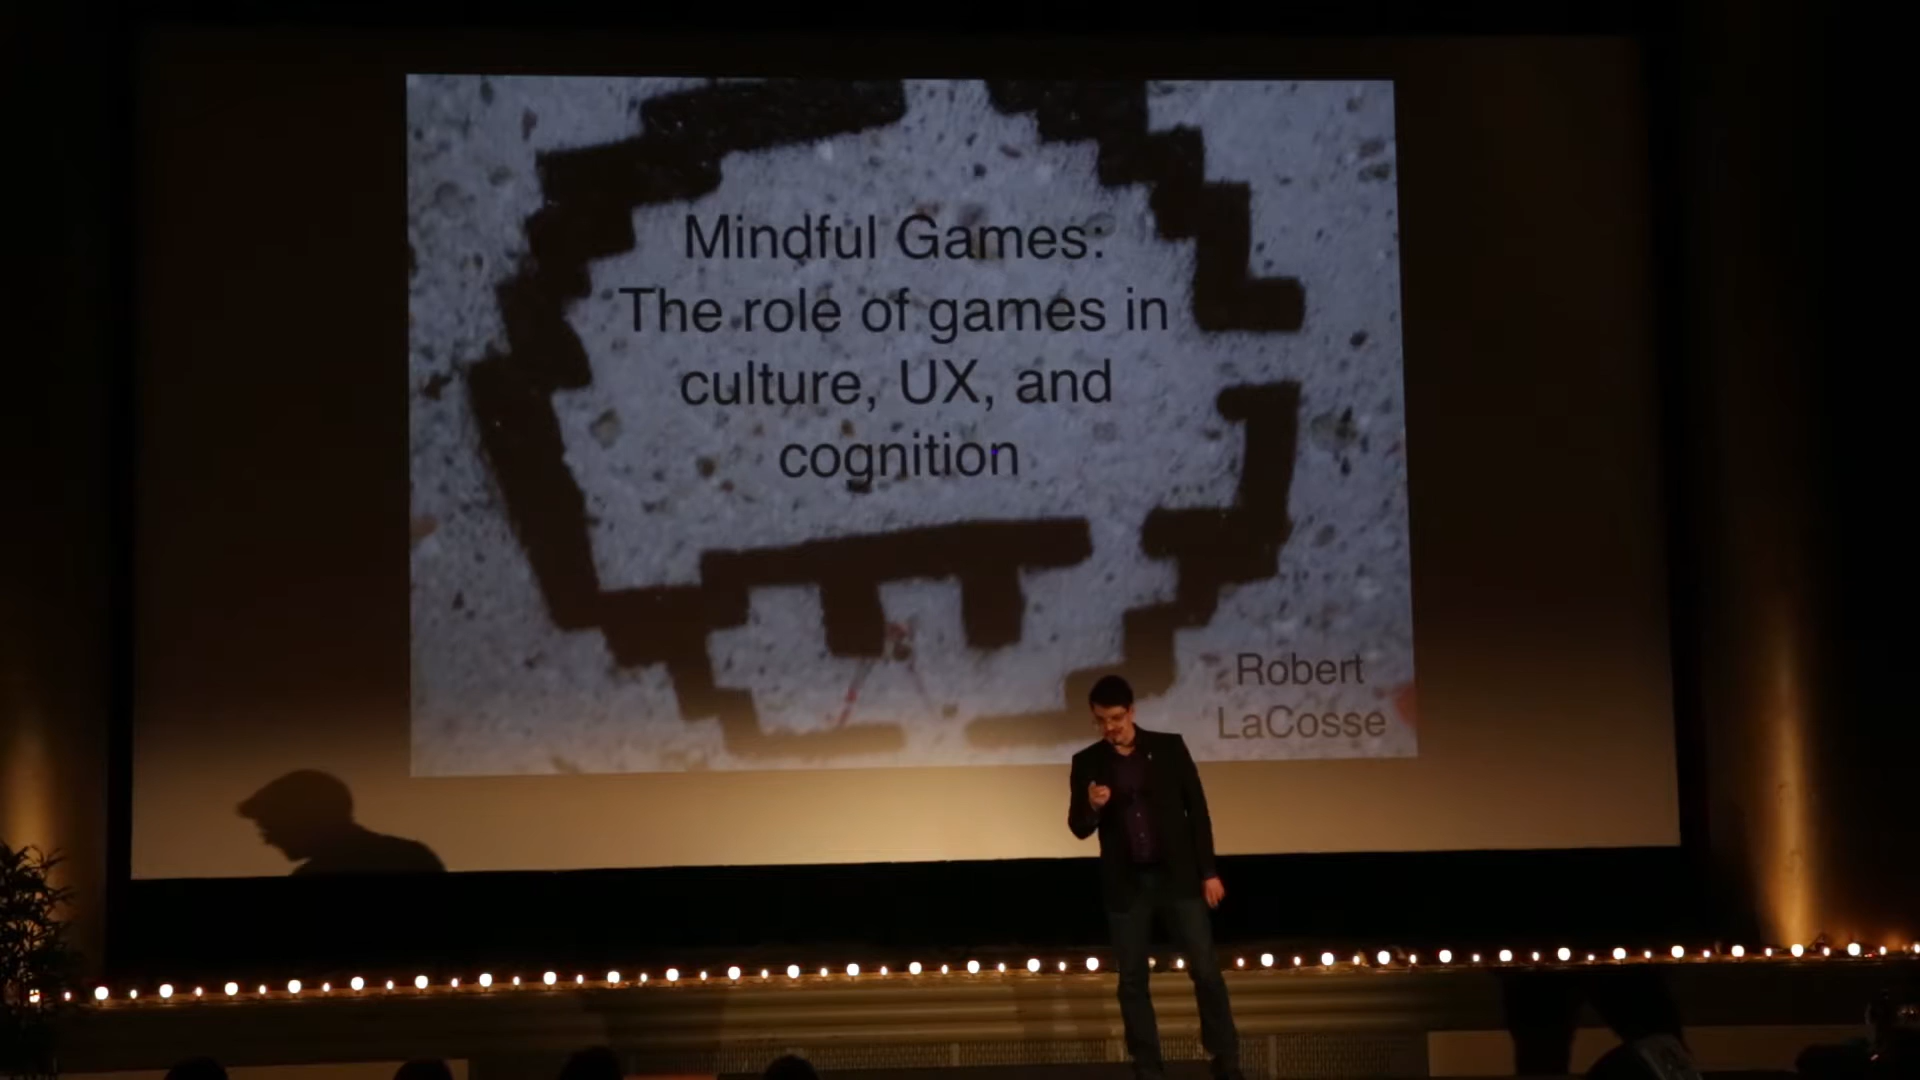 Mindful Games:
The role of games in
culture, UX, and
cognition
Robert
LaCosse